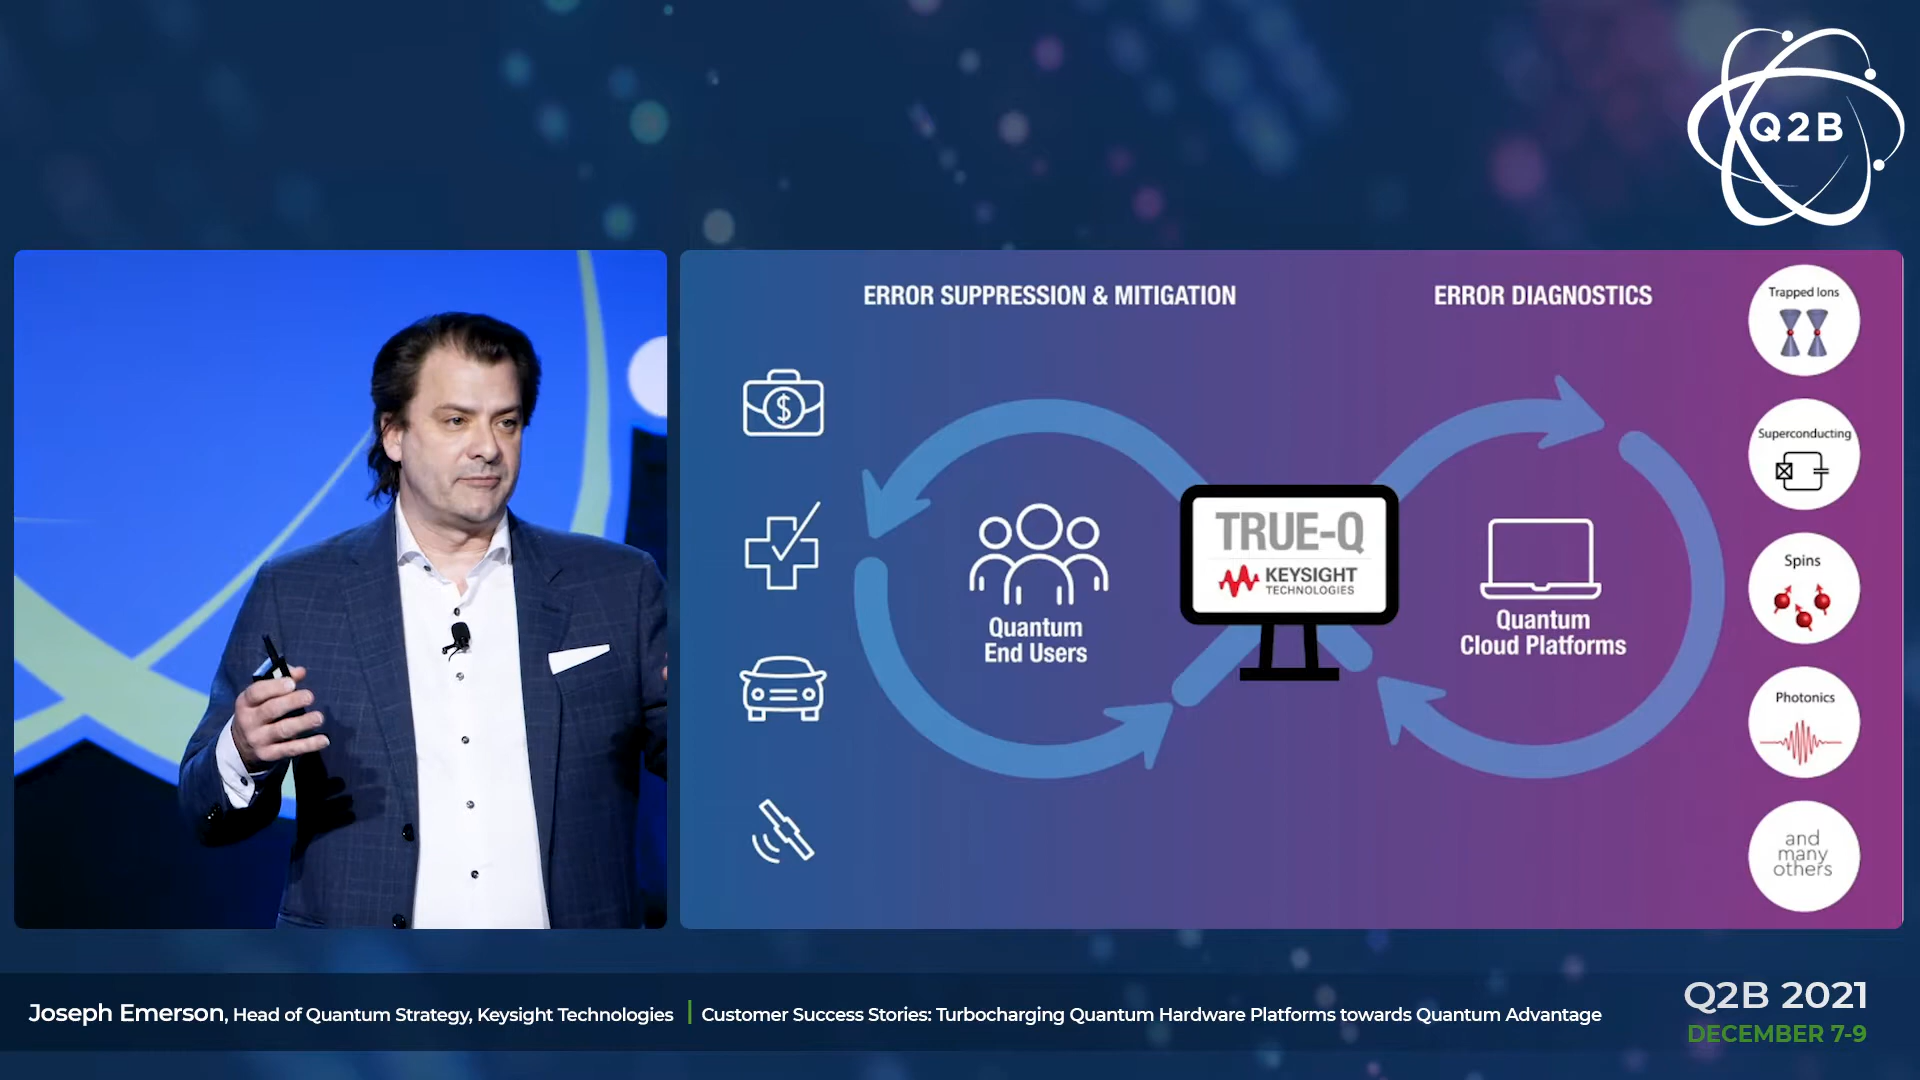 Q2B
ERROR SUPPRESSION & MITIGATION
ERROR DIAGNOSTICS
Trapped Ions
Superconducting
Spins
Photonics
and
many
others
$
Quantum
End Users
TRUE-Q
KEYSIGHT
TECHNOLOGIES
Quantum
Cloud Platforms
Joseph Emerson, Head of Quantum Strategy, Keysight Technologies | Customer Success Stories: Turbocharging Quantum Hardware Platforms towards Quantum Advantage
Q2B 2021
DECEMBER 7-9